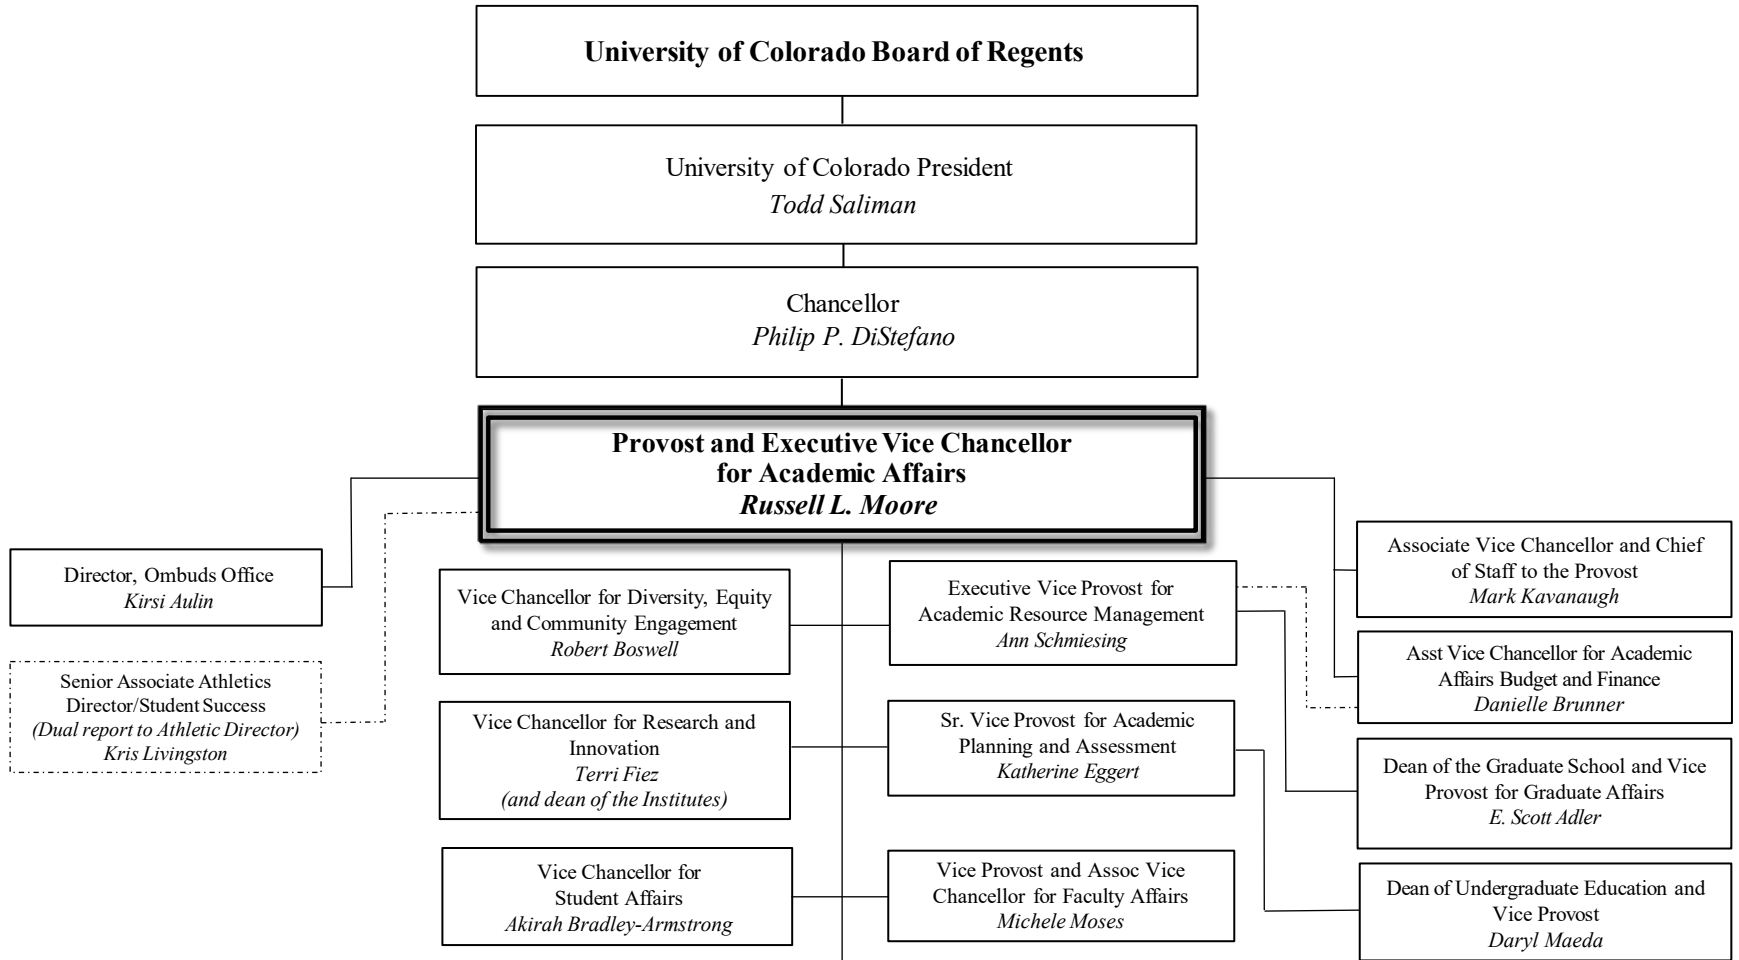 University of Colorado Board of Regents
University of Colorado President
Todd Saliman
Chancellor
Philip P. DiStefano
Provost and Executive Vice Chancellor
for Academic Affairs
Russell L. Moore
Director, Ombuds Office
Kirsi Aulin
Senior Associate Athletics
Director/Student Success
(Dual report to Athletic Director)
Kris Livingston
Vice Chancellor for Diversity, Equity
and Community Engagement
Robert Boswell
Vice Chancellor for Research and
Innovation
Terri Fiez
(and dean of the Institutes)
Vice Chancellor for
Student Affairs
Akirah Bradley-Armstrong
Executive Vice Provost for
Academic Resource Management
Ann Schmiesing
Sr. Vice Provost for Academic
Planning and Assessment
Katherine Eggert
Vice Provost and Assoc Vice
Chancellor for Faculty Affairs
Michele Moses
Associate Vice Chancellor and Chief
of Staff to the Provost
Mark Kavanaugh
Asst Vice Chancellor for Academic
Affairs Budget and Finance
Danielle Brunner
Dean of the Graduate School and Vice
Provost for Graduate Affairs
E. Scott Adler
Dean of Undergraduate Education and
Vice Provost
Daryl Maeda